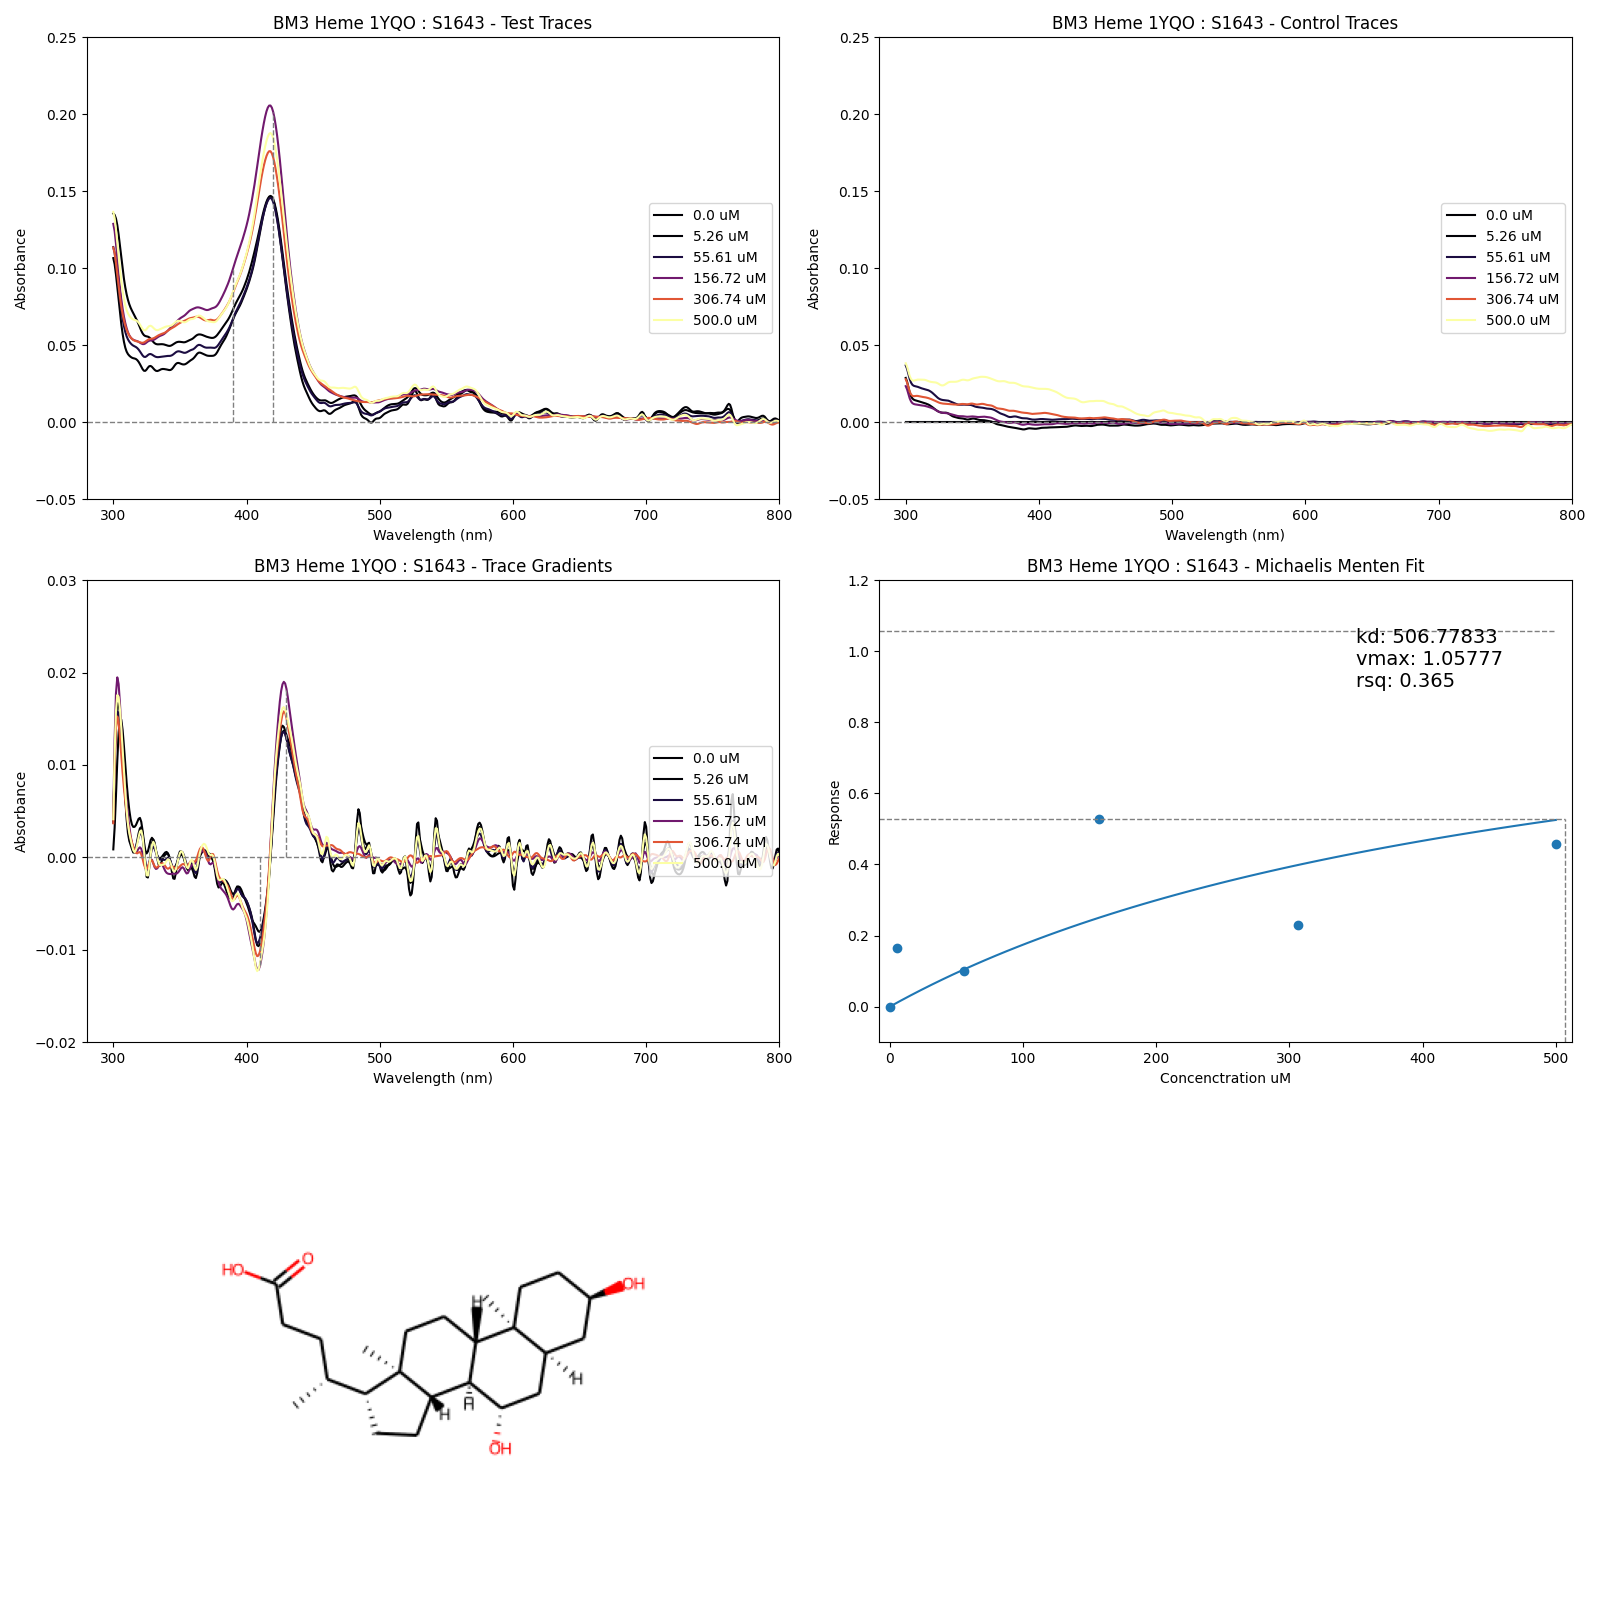 BM3 Heme 1YQO : S1643 - Test Traces
0.25
0.20
0.15
0.10
0.05
0.00
−0.05
Absorbance
300
400
500
600
700
800
Wavelength (nm)
0.0 uM
5.26 uM
55.61 uM
156.72 uM
306.74 uM
500.0 uM
BM3 Heme 1YQO : S1643 - Control Traces
0.25
0.20
0.15
0.10
0.05
0.00
−0.05
Absorbance
300
400
500
600
700
800
Wavelength (nm)
0.0 uM
5.26 uM
55.61 uM
156.72 uM
306.74 uM
500.0 uM
BM3 Heme 1YQO : S1643 - Trace Gradients
0.03
0.02
0.01
0.00
−0.01
−0.02
Absorbance
300
400
500
600
700
800
Wavelength (nm)
0.0 uM
5.26 uM
55.61 uM
156.72 uM
306.74 uM
500.0 uM
BM3 Heme 1YQO : S1643 - Michaelis Menten Fit
1.2
1.0
0.8
0.6
0.4
0.2
0.0
Response
kd: 506.77833
vmax: 1.05777
rsq: 0.365
0
100
200
300
400
500
Concenctration uM
HO
O
H
OH
H
H
H
OH